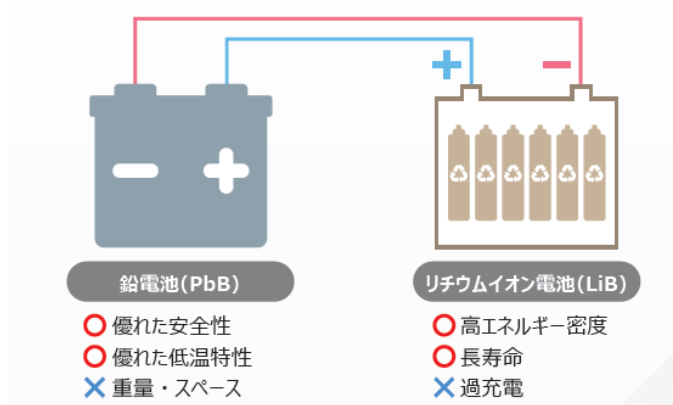 鉛電池(PbB)
○ 優れた安全性
○ 優れた低温特性
× 重量・スペース
リチウムイオン電池(LiB)
○ 高エネルギー密度
○ 長寿命
× 過充電